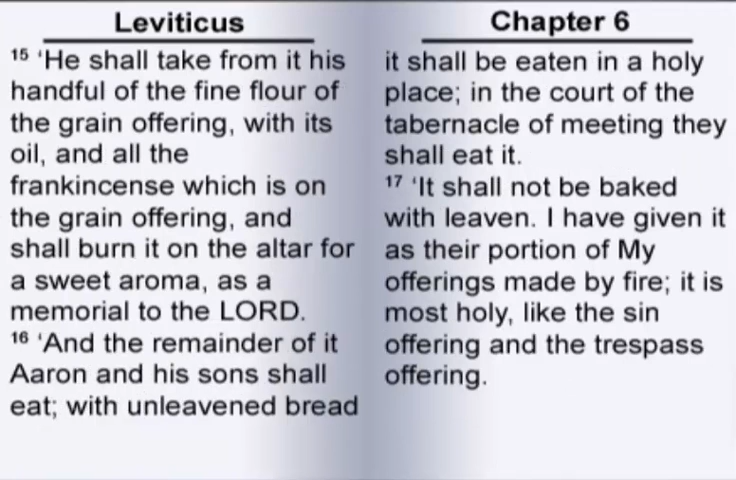 Leviticus
¹⁵ ‘He shall take from it his
handful of the fine flour of
the grain offering, with its
oil, and all the
frankincense which is on
the grain offering, and
shall burn it on the altar for
a sweet aroma, as a
memorial to the LORD.
¹⁶ ‘And the remainder of it
Aaron and his sons shall
eat; with unleavened bread
Chapter 6
it shall be eaten in a holy
place; in the court of the
tabernacle of meeting they
shall eat it.
¹⁷ ‘It shall not be baked
with leaven. I have given it
as their portion of My
offerings made by fire; it is
most holy, like the sin
offering and the trespass
offering.